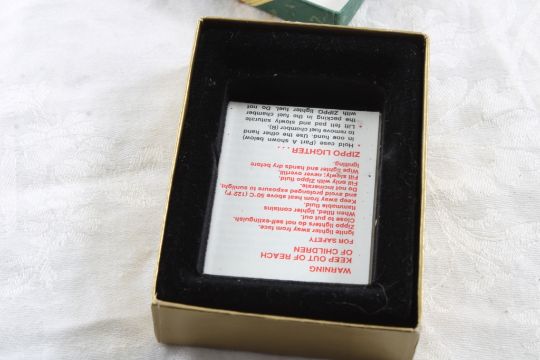 WARNING
KEEP OUT OF REACH
OF CHILDREN
FOR SAFETY
Ignite lighter away from face.
Zippo lighters do not self-extinguish.
Close to put out.
When filled, lighter contains
flammable fluid.
Keep from heat above 50°C (122°F)
and avoid prolonged exposure to sunlight.
Do not incinerate.
Fill only with Zippo fluid.
Fill slowly; never overfill.
Wipe lighter and hands dry before
igniting.
ZIPPO LIGHTER . . .
• Hold case (Part A shown below)
in one hand. Use the other hand
to remove fuel chamber (B).
• Lift felt pad and slowly saturate
the packing in the fuel chamber
with ZIPPO lighter fuel. Do not